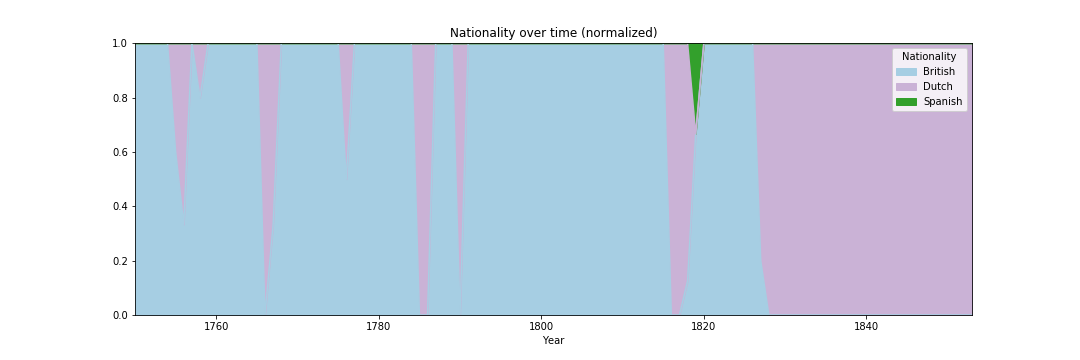 Nationality over time (normalized)
1.0
0.8
0.6
0.4
0.2
0.0
Nationality
British
Dutch
Spanish
1760 1780 1800 1820 1840
Year